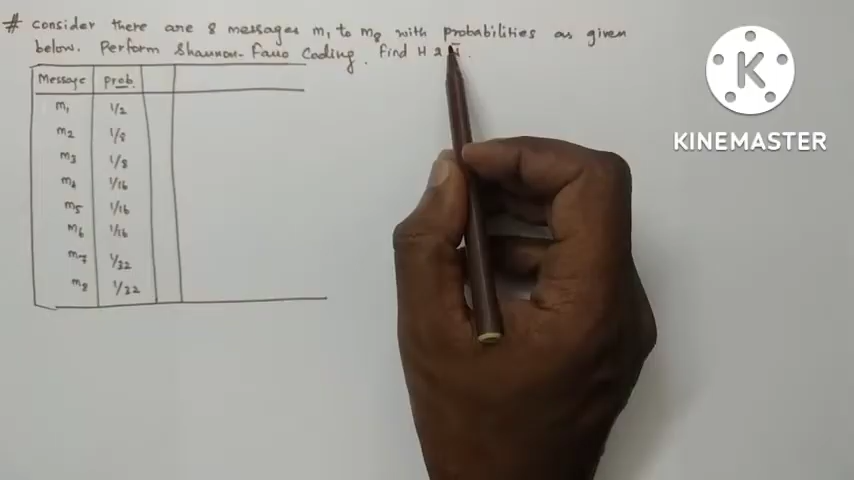 # Consider there are 8 messages m1 to m8 with probabilities as given
below. Perform Shannon-Fano Coding. Find H &
Message prob.
m1 1/2
m2 1/8
m3 1/8
m4 1/16
m5 1/16
m6 1/16
m7 1/32
m8 1/32
KINEMASTER